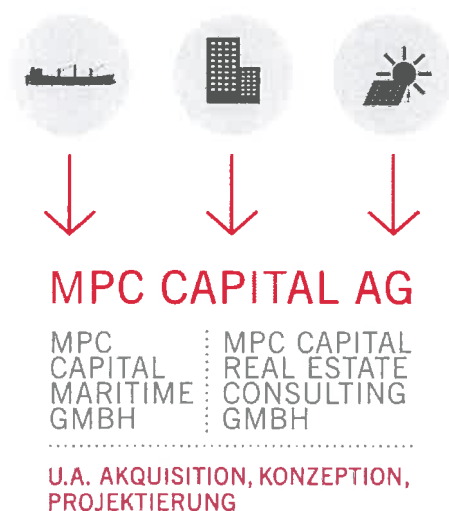 MPC CAPITAL AG
MPC
CAPITAL
MARITIME
GMBH
MPC CAPITAL
REAL ESTATE
CONSULTING
GMBH
U.A. AKQUISITION, KONZEPTION,
PROJEKTIERUNG